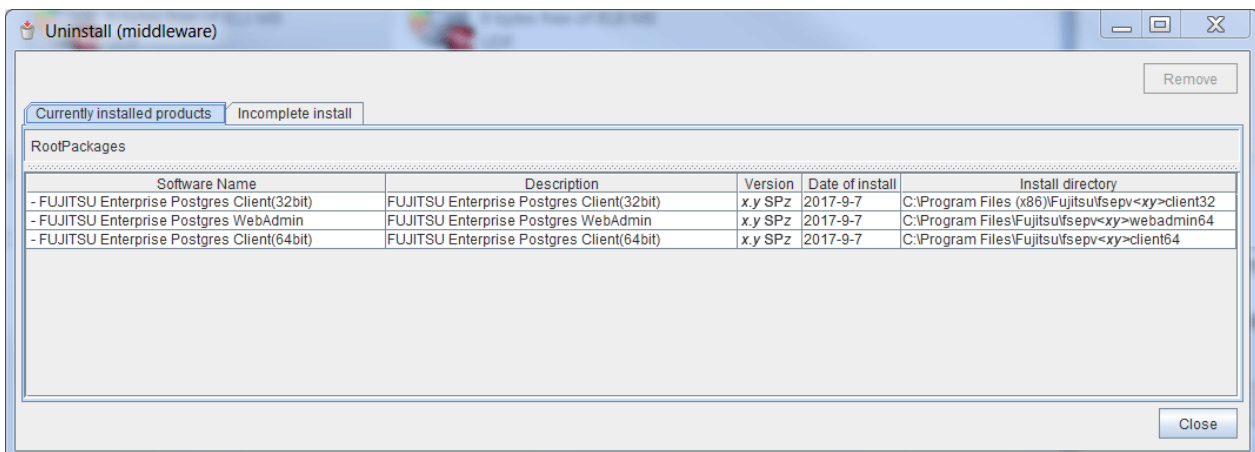 Uninstall (middleware)
Remove
Currently installed products Incomplete install
RootPackages
Software Name Description Version Date of install Install directory
- FUJITSU Enterprise Postgres Client(32bit) FUJITSU Enterprise Postgres Client(32bit) x.y SPz 2017-9-7 C:\Program Files (x86)\Fujitsu\fsepv<xy>client32
- FUJITSU Enterprise Postgres WebAdmin FUJITSU Enterprise Postgres WebAdmin x.y SPz 2017-9-7 C:\Program Files\Fujitsu\fsepv<xy>webadmin64
- FUJITSU Enterprise Postgres Client(64bit) FUJITSU Enterprise Postgres Client(64bit) x.y SPz 2017-9-7 C:\Program Files\Fujitsu\fsepv<xy>client64
Close